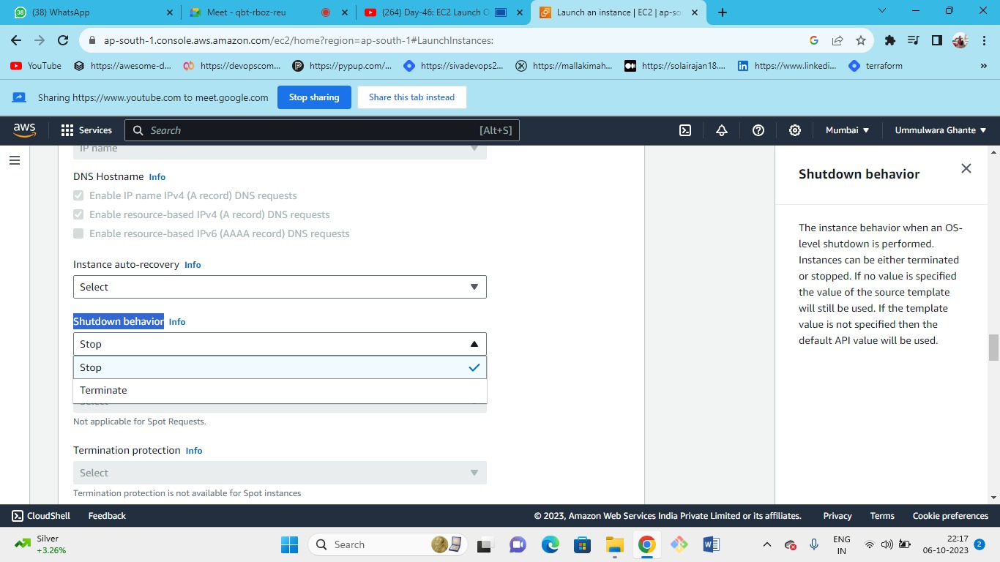 38 (38) WhatsApp
Meet - qbt-rboz-reu
(264) Day-46: EC2 Launch O
Launch an instance | EC2 | ap-so
ap-south-1.console.aws.amazon.com/ec2/home?region=ap-south-1#LaunchInstances:
YouTube
https://awesome-d...
https://devopscom...
https://pypup.com/...
https://sivadevops2...
https://mallakimah...
https://solairajan18....
https://www.linkedi...
terraform
Sharing https://www.youtube.com to meet.google.com
Stop sharing
Share this tab instead
aws
Services
Search
[Alt+S]
Mumbai
Ummulwara Ghante
IP name
DNS Hostname Info
Enable IP name IPv4 (A record) DNS requests
Enable resource-based IPv4 (A record) DNS requests
Enable resource-based IPv6 (AAAA record) DNS requests
Instance auto-recovery Info
Select
Shutdown behavior Info
Stop
Stop
Terminate
Select
Not applicable for Spot Requests.
Termination protection Info
Select
Termination protection is not available for Spot instances
Shutdown behavior
The instance behavior when an OS-
level shutdown is performed.
Instances can be either terminated
or stopped. If no value is specified
the value of the source template
will still be used. If the template
value is not specified then the
default API value will be used.
CloudShell
Feedback
© 2023, Amazon Web Services India Private Limited or its affiliates.
Privacy
Terms
Cookie preferences
Silver
+3.26%
Search
ENG
IN
22:17
06-10-2023
2